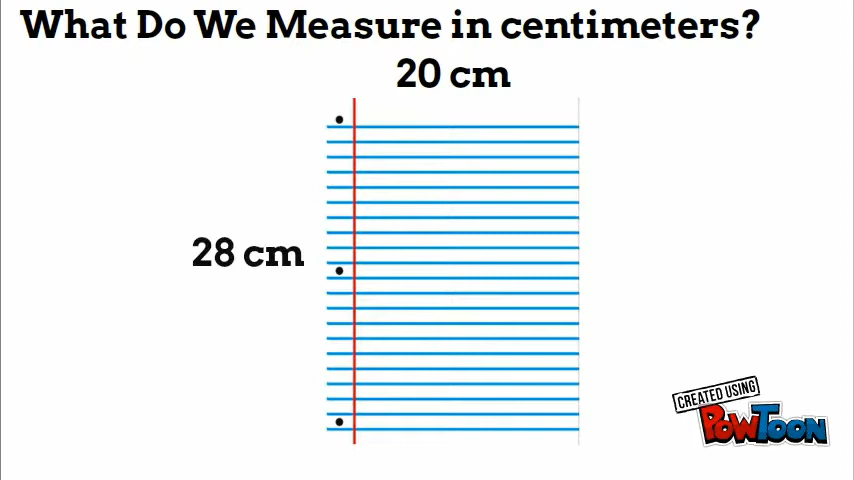 What Do We Measure in centimeters?
20 cm
28 cm
CREATED USING
POWTOON